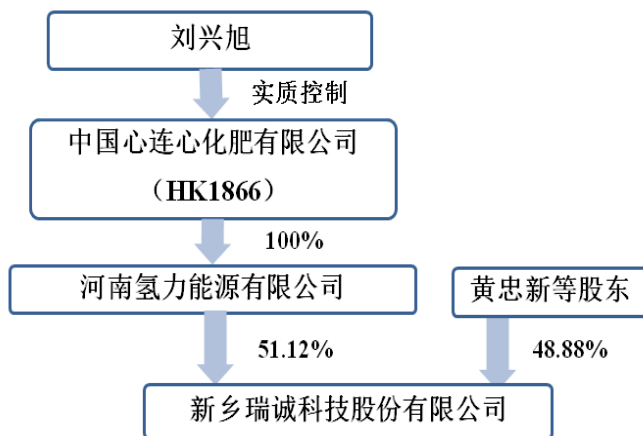 刘兴旭
实质控制
中国心连心化肥有限公司
（HK1866）
100%
河南氢力能源有限公司
黄忠新等股东
51.12%
48.88%
新乡瑞诚科技股份有限公司